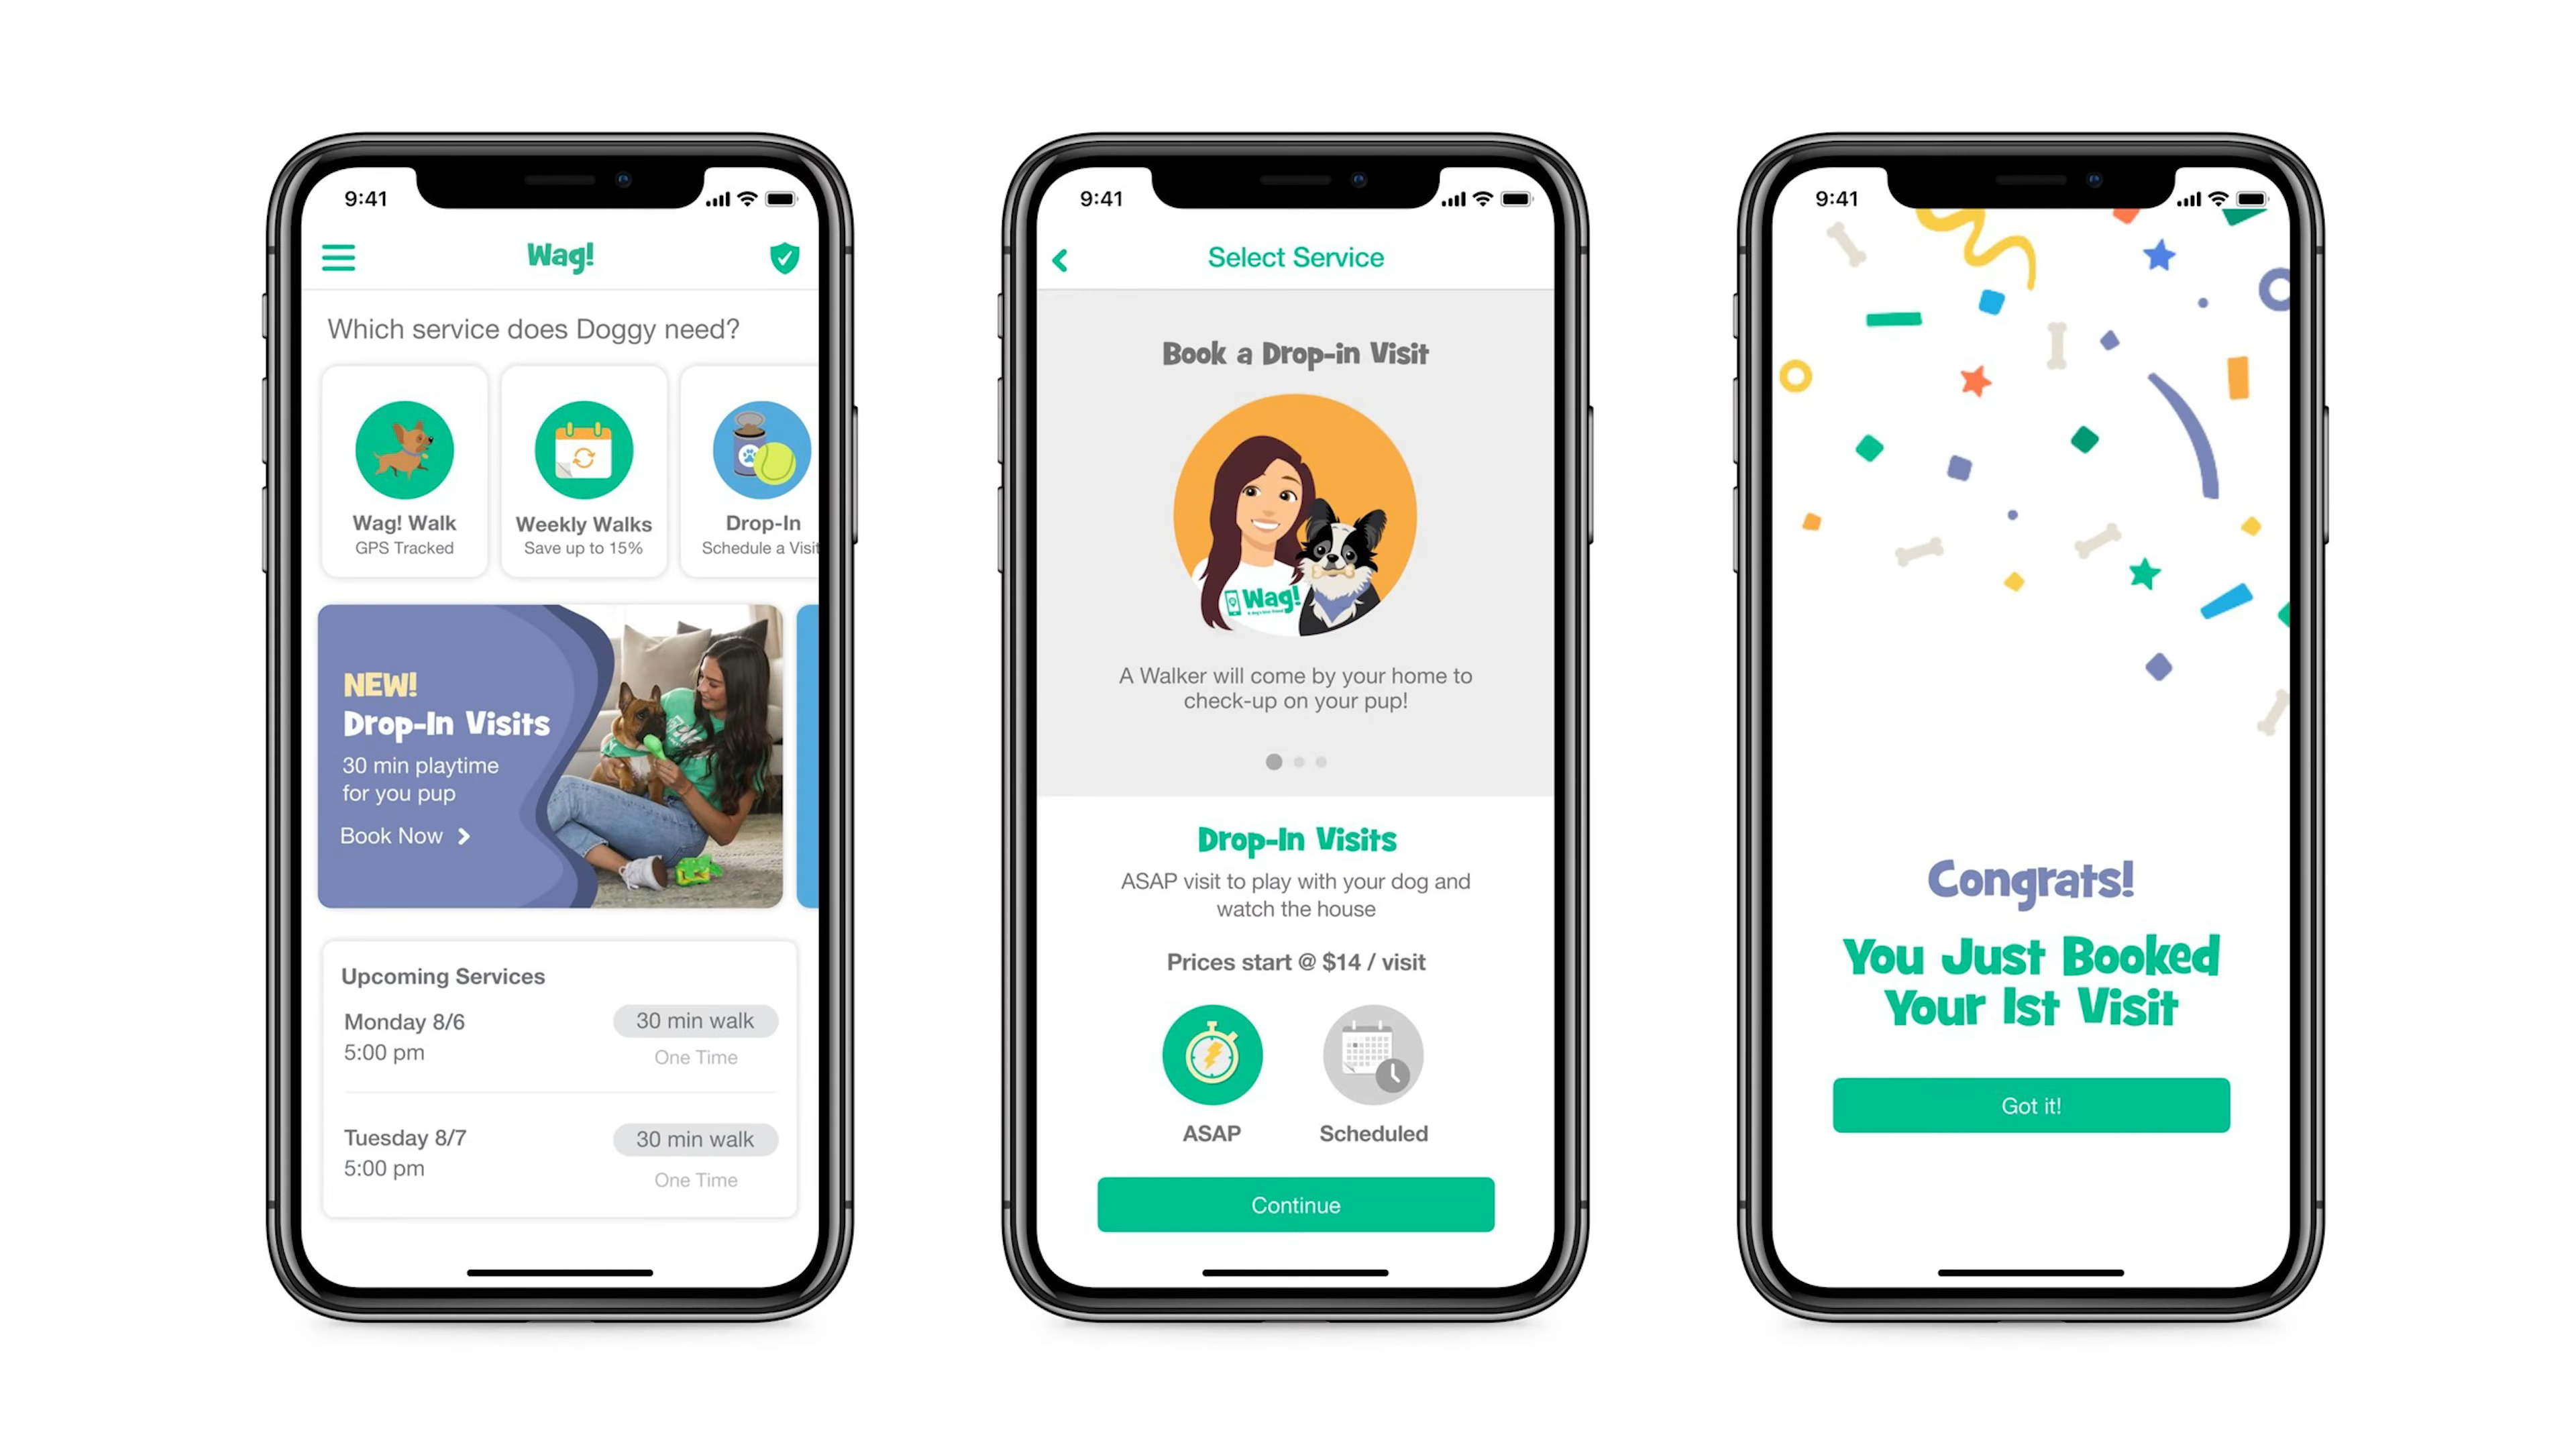 9:41
Wag!
Which service does Doggy need?
Wag! Walk
GPS Tracked
Weekly Walks
Save up to 15%
Drop-In
Schedule a Visit
NEW!
Drop-In Visits
30 min playtime
for you pup
Book Now
Upcoming Services
Monday 8/6
30 min walk
5:00 pm
One Time
Tuesday 8/7
30 min walk
5:00 pm
One Time
9:41
Select Service
Book a Drop-in Visit
Wag!
A Walker will come by your home to
check-up on your pup!
Drop-In Visits
ASAP visit to play with your dog and
watch the house
Prices start @ $14 / visit
ASAP
Scheduled
Continue
9:41
Congrats!
You Just Booked
Your 1st Visit
Got it!